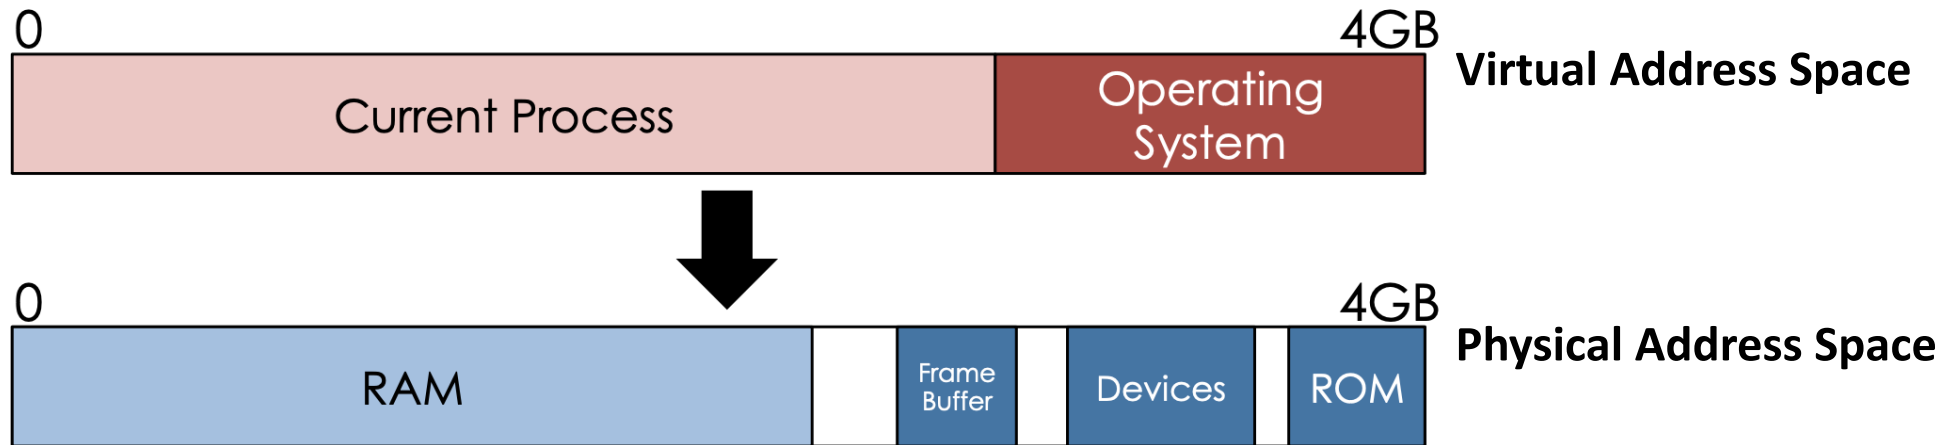 0
4GB
Virtual Address Space
Current Process
Operating
System
0
4GB
Physical Address Space
RAM
Frame
Buffer
Devices
ROM